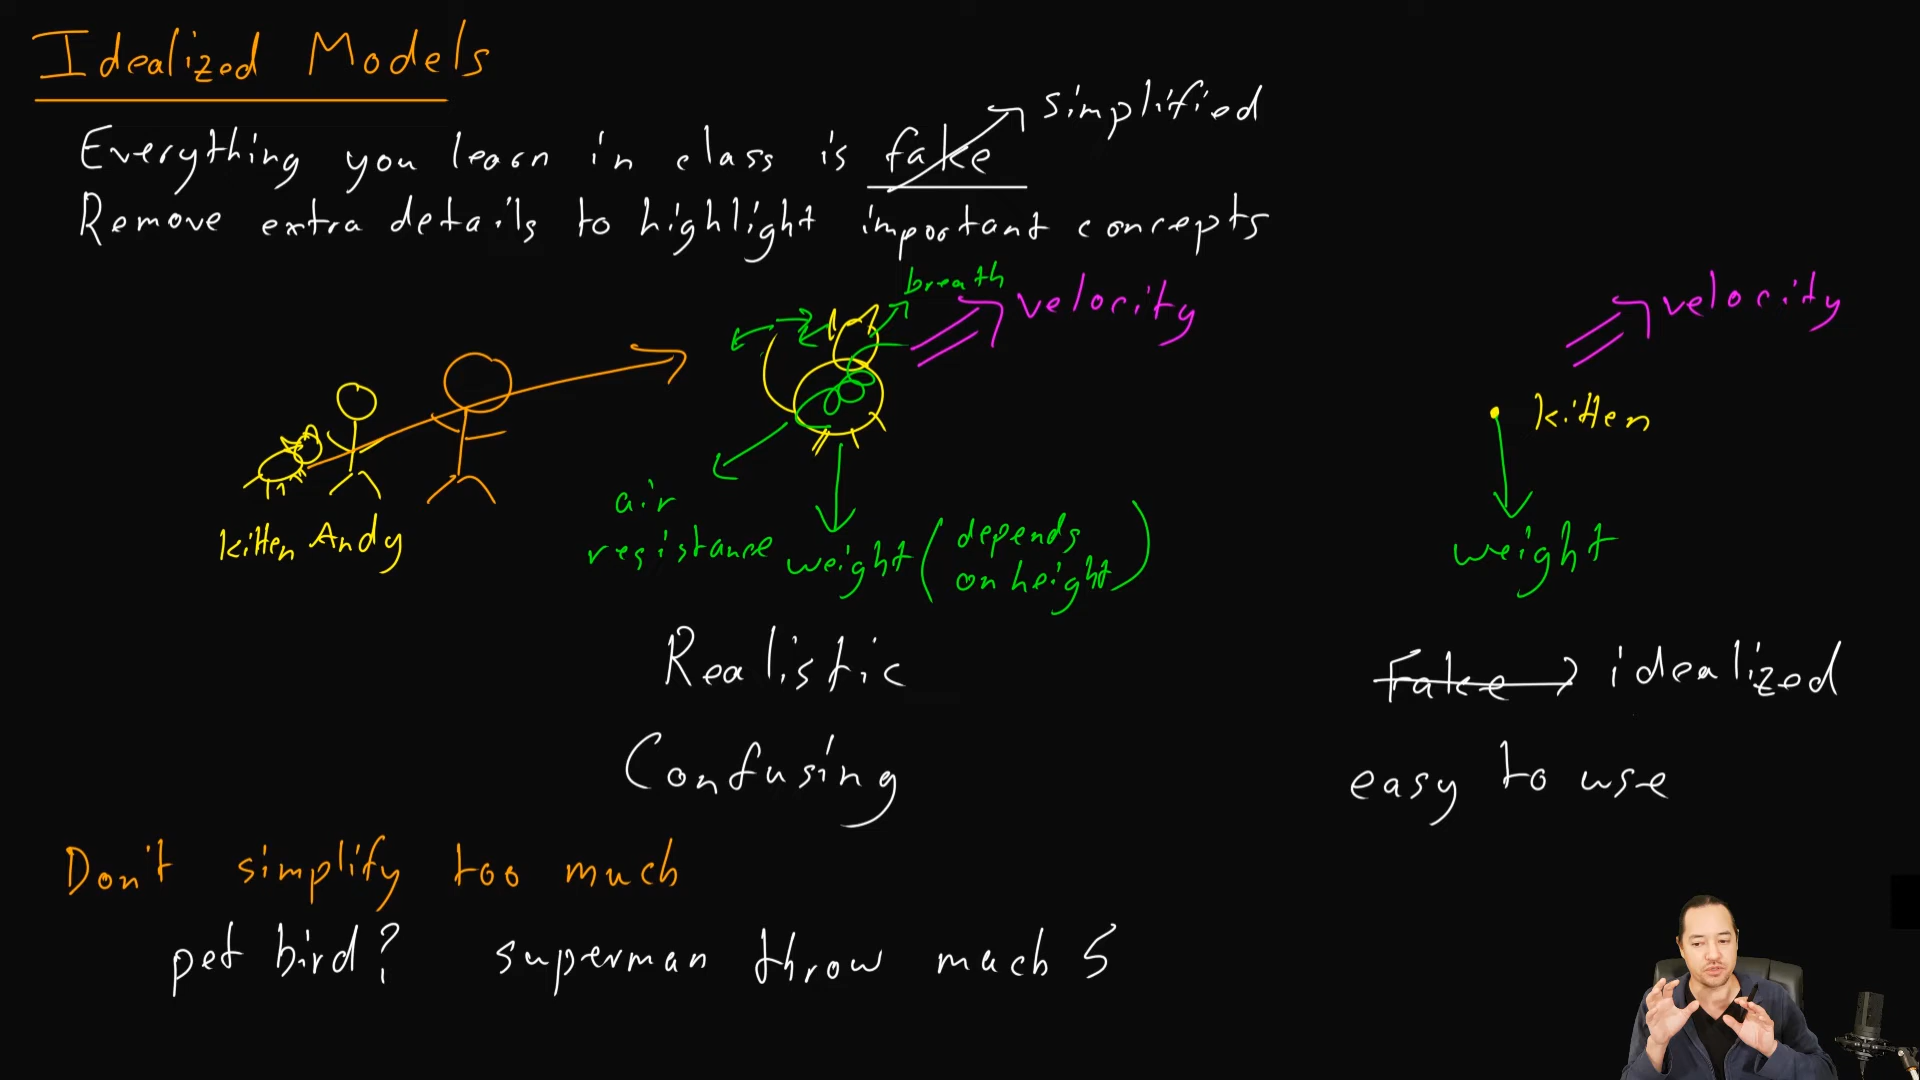 Idealized Models
Everything you learn in class is fake simplified
Remove extra details to highlight important concepts
breath
velocity
kitten Andy
air
resistance
weight (depends
on height)
velocity
kitten
weight
Realistic
Confusing
Fake → idealized
easy to use
Don't simplify too much
pet bird? superman throw mach 5